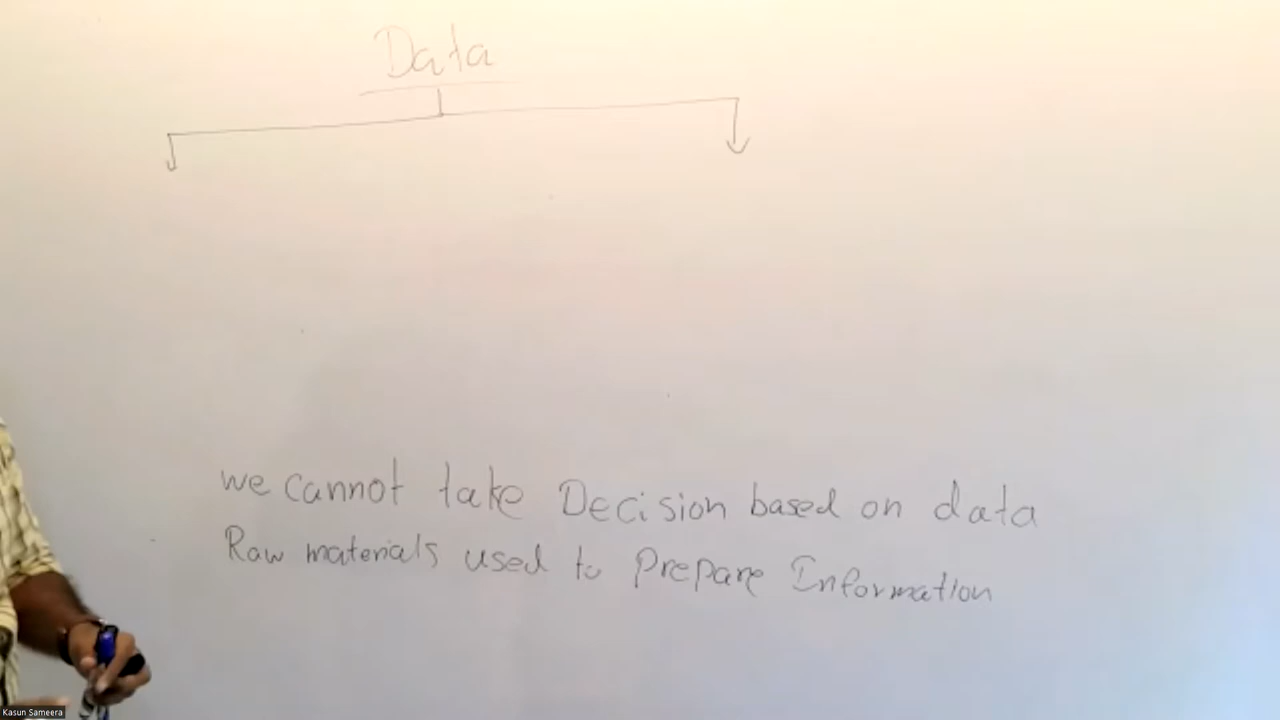 Data
we cannot take Decision based on data
Raw materials used to Prepare Information
Kasun Sameera